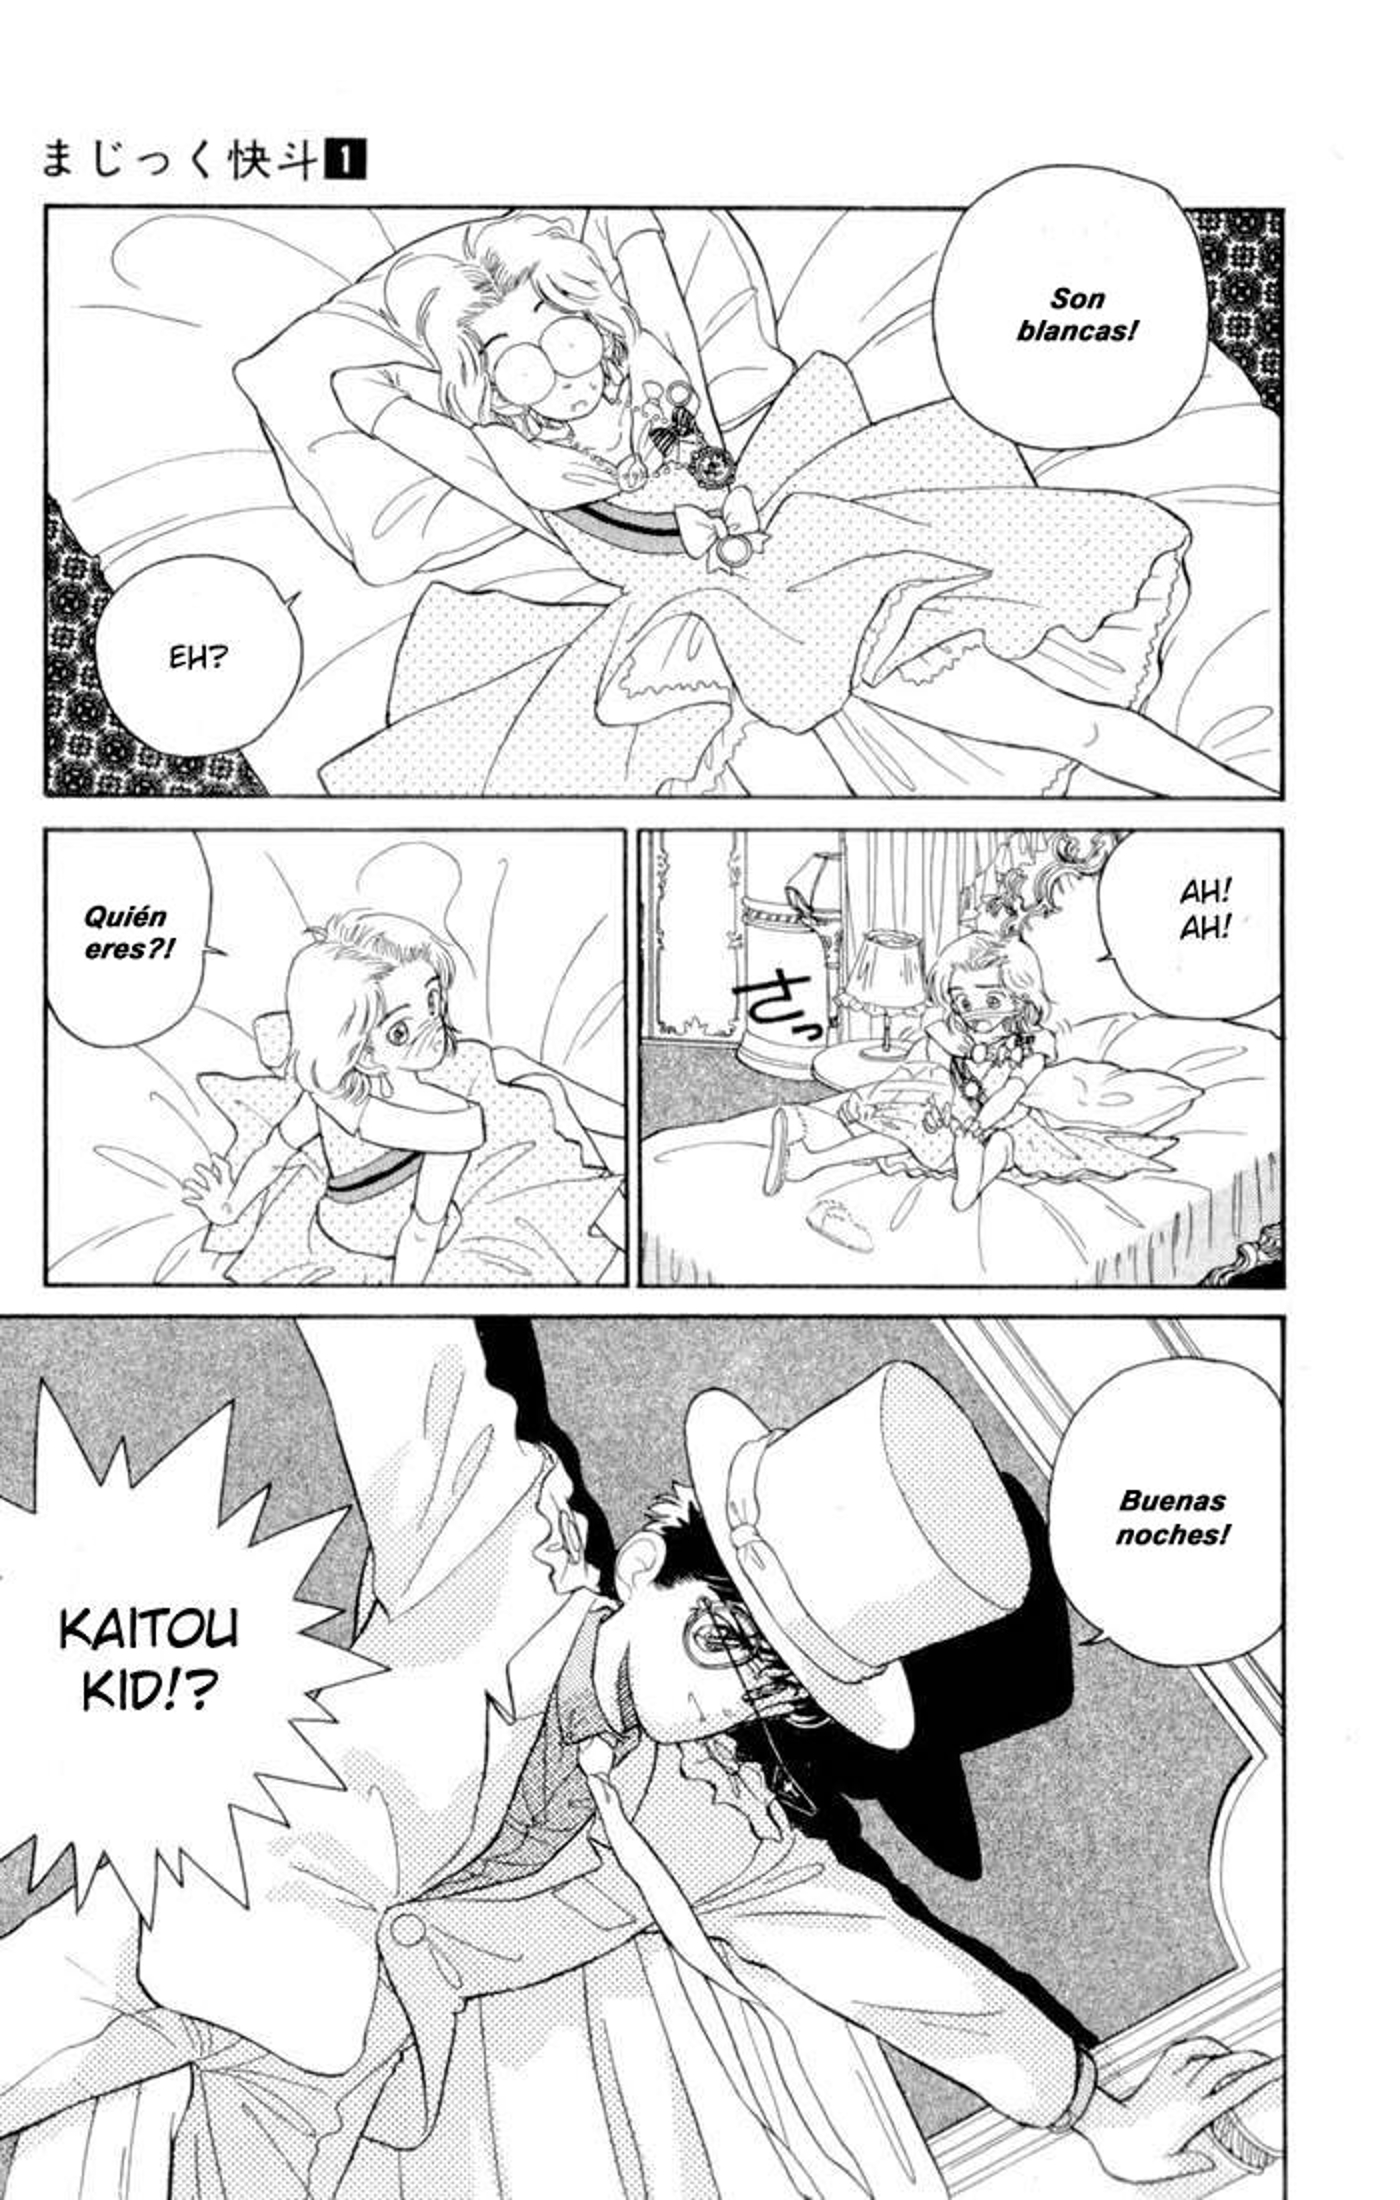 まじっく快斗1
Son
blancas!
EH?
AH!
AH!
さっ
Quién
eres?!
Buenas
noches!
KAITOU
KID!?